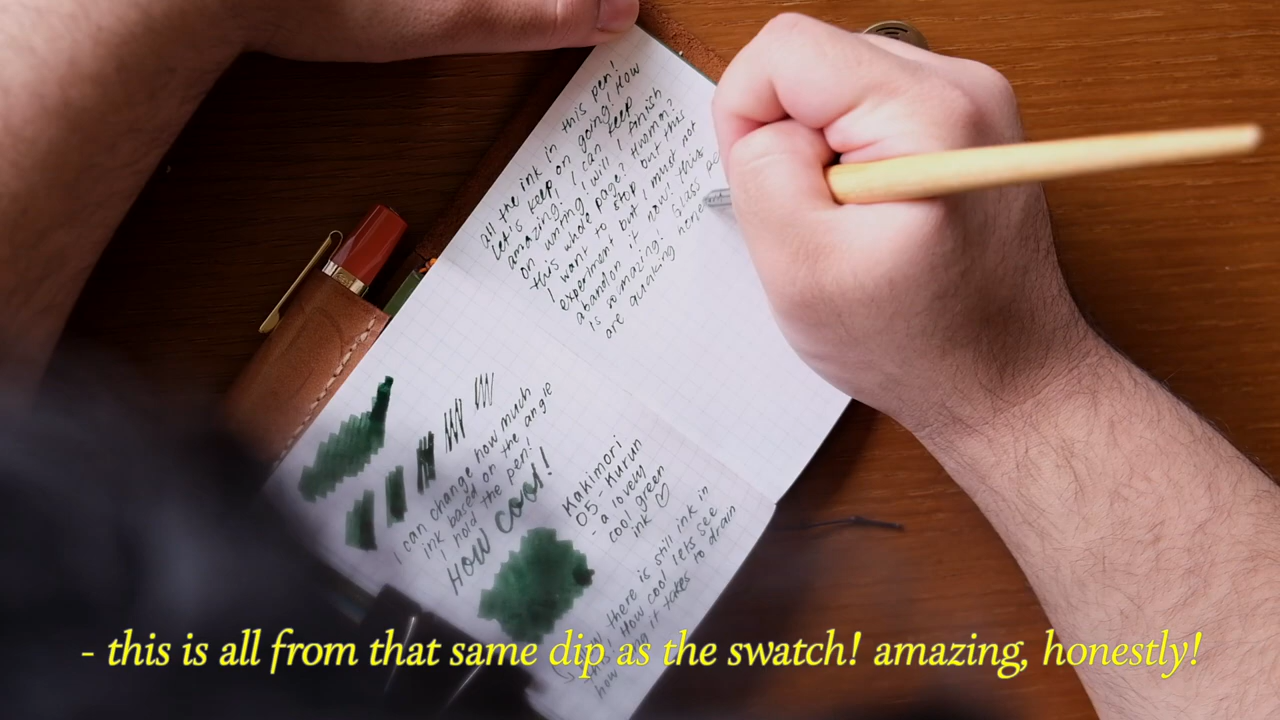 I can change how much
ink based on the angle
I hold the pen!
HOW COOL!
Kakimori
05 - Kurun
- a lovely
cool green
ink ♡
there is still ink in
How cool lets see
how it takes to drain
all the ink in this pen!
let's keep on going! How
amazing, I can keep
on writing I will I finish
this whole page?
I want to stop but this
experiment but I must not
abandon it now! this
is so amazing! Glass
are quaking here
- this is all from that same dip as the swatch! amazing, honestly!